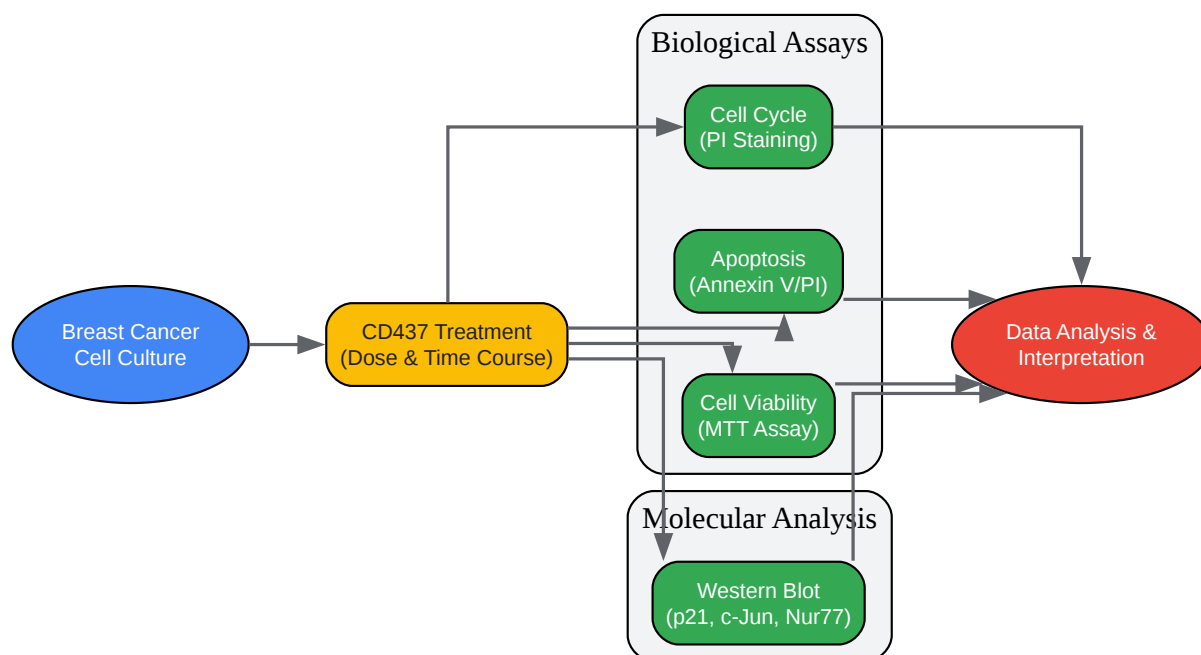 Biological Assays
Cell Cycle
(PI Staining)
Apoptosis
(Annexin V/PI)
Breast Cancer
Cell Culture
CD437 Treatment
(Dose & Time Course)
Data Analysis &
Interpretation
Cell Viability
(MTT Assay)
Molecular Analysis
Western Blot
(p21, c-Jun, Nur77)